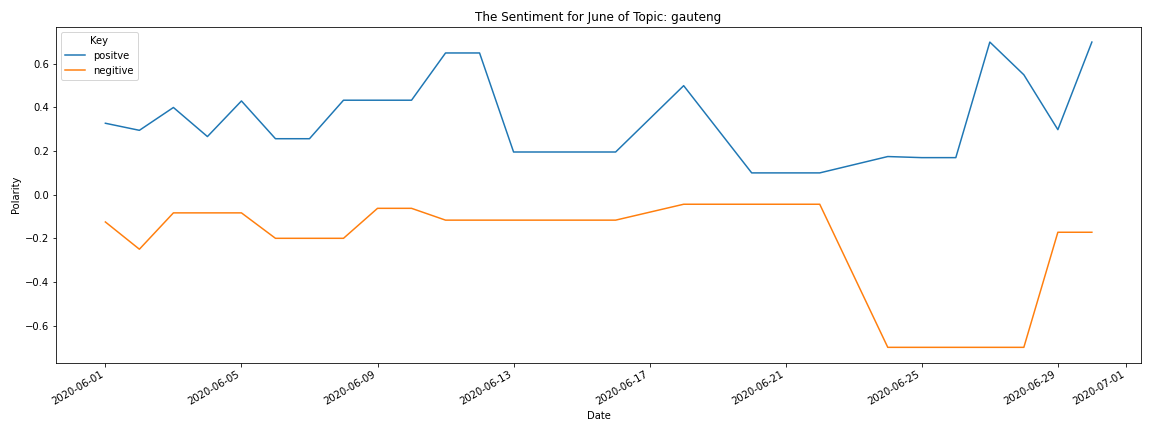 The Sentiment for June of Topic: gauteng
Key
positve
negitive
Polarity
0.6
0.4
0.2
0.0
−0.2
−0.4
−0.6
2020-06-01
2020-06-05
2020-06-09
2020-06-13
2020-06-17
2020-06-21
2020-06-25
2020-06-29
2020-07-01
Date